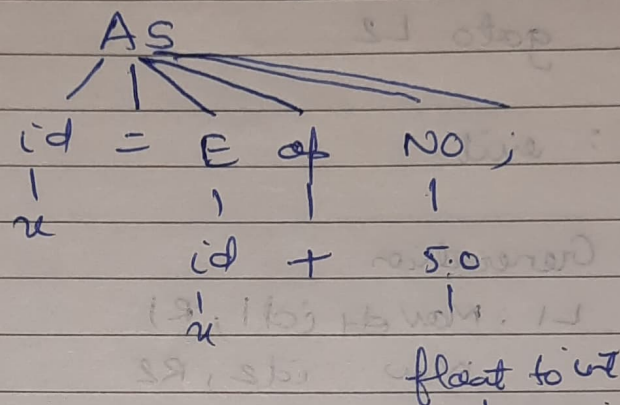 AS
id = E op NO ;
x
id + 5.0
x
float to int